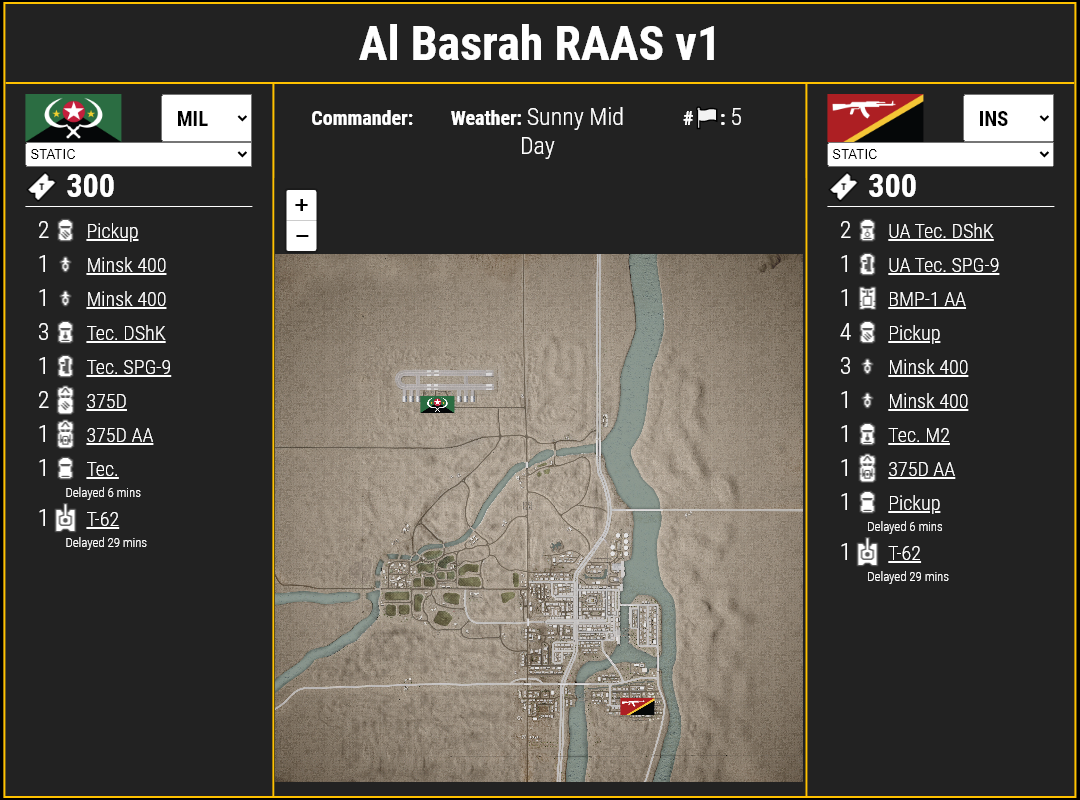 Al Basrah RAAS v1
MIL
STATIC
300
2 Pickup
1 Minsk 400
1 Minsk 400
3 Tec. DShK
1 Tec. SPG-9
2 375D
1 375D AA
1 Tec.
Delayed 6 mins
1 T-62
Delayed 29 mins
Commander:
Weather: Sunny Mid
Day
# : 5
+
−
INS
STATIC
300
2 UA Tec. DShK
1 UA Tec. SPG-9
1 BMP-1 AA
4 Pickup
3 Minsk 400
1 Minsk 400
1 Tec. M2
1 375D AA
1 Pickup
Delayed 6 mins
1 T-62
Delayed 29 mins